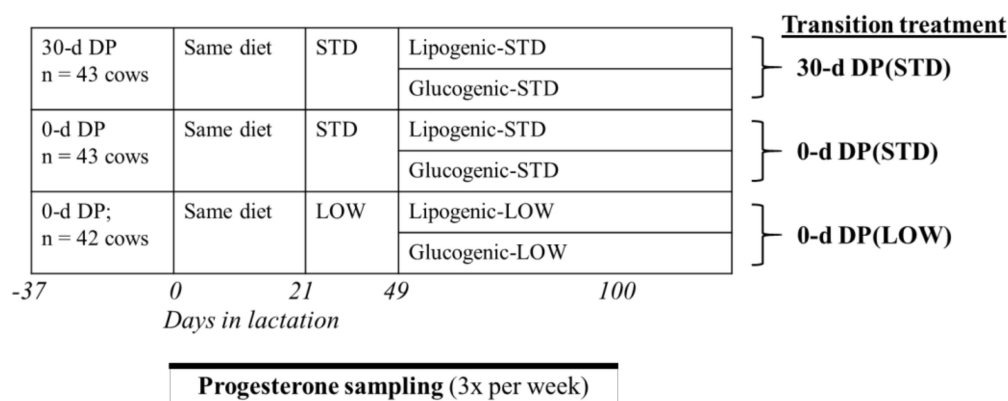 Transition treatment
30-d DP
n = 43 cows
Same diet
STD
Lipogenic-STD
Glucogenic-STD
30-d DP(STD)
0-d DP
n = 43 cows
Same diet
STD
Lipogenic-STD
Glucogenic-STD
0-d DP(STD)
0-d DP;
n = 42 cows
Same diet
LOW
Lipogenic-LOW
Glucogenic-LOW
0-d DP(LOW)
-37 0 21 49 100
Days in lactation
Progesterone sampling (3x per week)